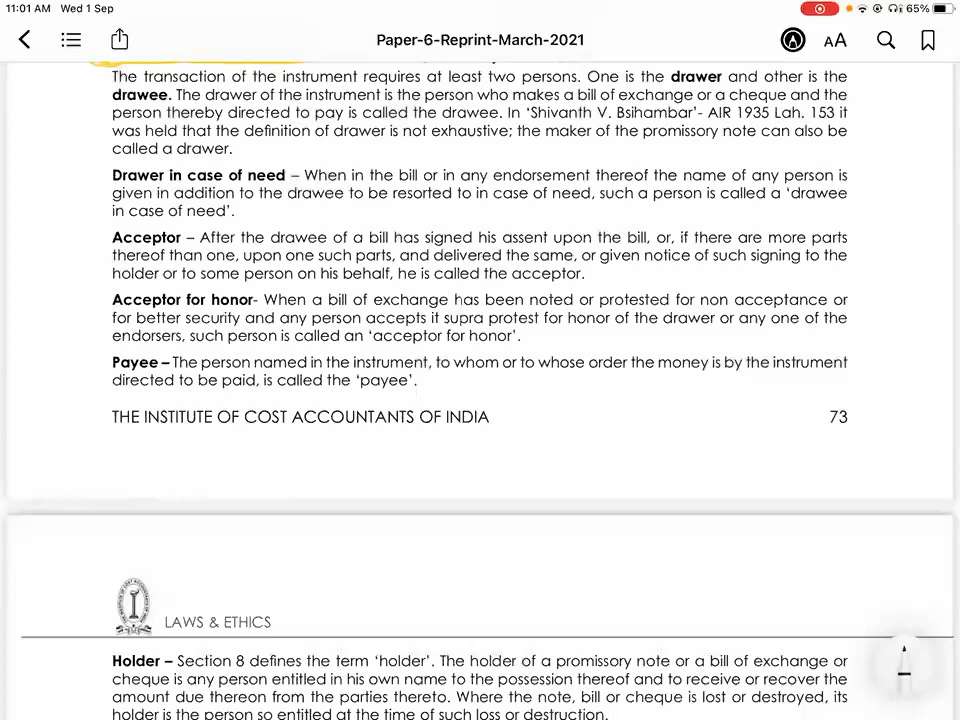 11:01 AM Wed 1 Sep
65%
Paper-6-Reprint-March-2021
AA
The transaction of the instrument requires at least two persons. One is the drawer and other is the
drawee. The drawer of the instrument is the person who makes a bill of exchange or a cheque and the
person thereby directed to pay is called the drawee. In ‘Shivanth V. Bsihambar’- AIR 1935 Lah. 153 it
was held that the definition of drawer is not exhaustive; the maker of the promissory note can also be
called a drawer.
Drawer in case of need – When in the bill or in any endorsement thereof the name of any person is
given in addition to the drawee to be resorted to in case of need, such a person is called a ‘drawee
in case of need’.
Acceptor – After the drawee of a bill has signed his assent upon the bill, or, if there are more parts
thereof than one, upon one such parts, and delivered the same, or given notice of such signing to the
holder or to some person on his behalf, he is called the acceptor.
Acceptor for honor- When a bill of exchange has been noted or protested for non acceptance or
for better security and any person accepts it supra protest for honor of the drawer or any one of the
endorsers, such person is called an ‘acceptor for honor’.
Payee – The person named in the instrument, to whom or to whose order the money is by the instrument
directed to be paid, is called the ‘payee’.
THE INSTITUTE OF COST ACCOUNTANTS OF INDIA 73
LAWS & ETHICS
Holder – Section 8 defines the term ‘holder’. The holder of a promissory note or a bill of exchange or
cheque is any person entitled in his own name to the possession thereof and to receive or recover the
amount due thereon from the parties thereto. Where the note, bill or cheque is lost or destroyed, its
holder is the person so entitled at the time of such loss or destruction.